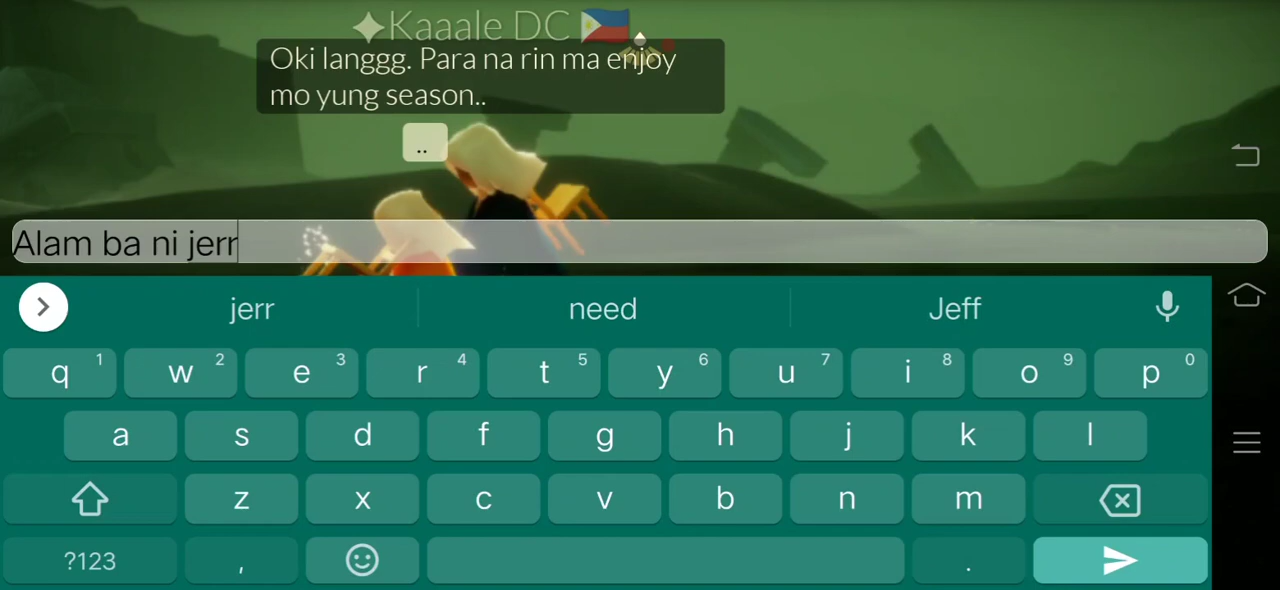 ✦Kaaale DC 🇵🇭
Oki langgg. Para na rin ma enjoy
mo yung season..
..
Alam ba ni jerr
jerr need Jeff
q 1 w 2 e 3 r 4 t 5 y 6 u 7 i 8 o 9 p 0
a s d f g h j k l
z x c v b n m
?123 , .